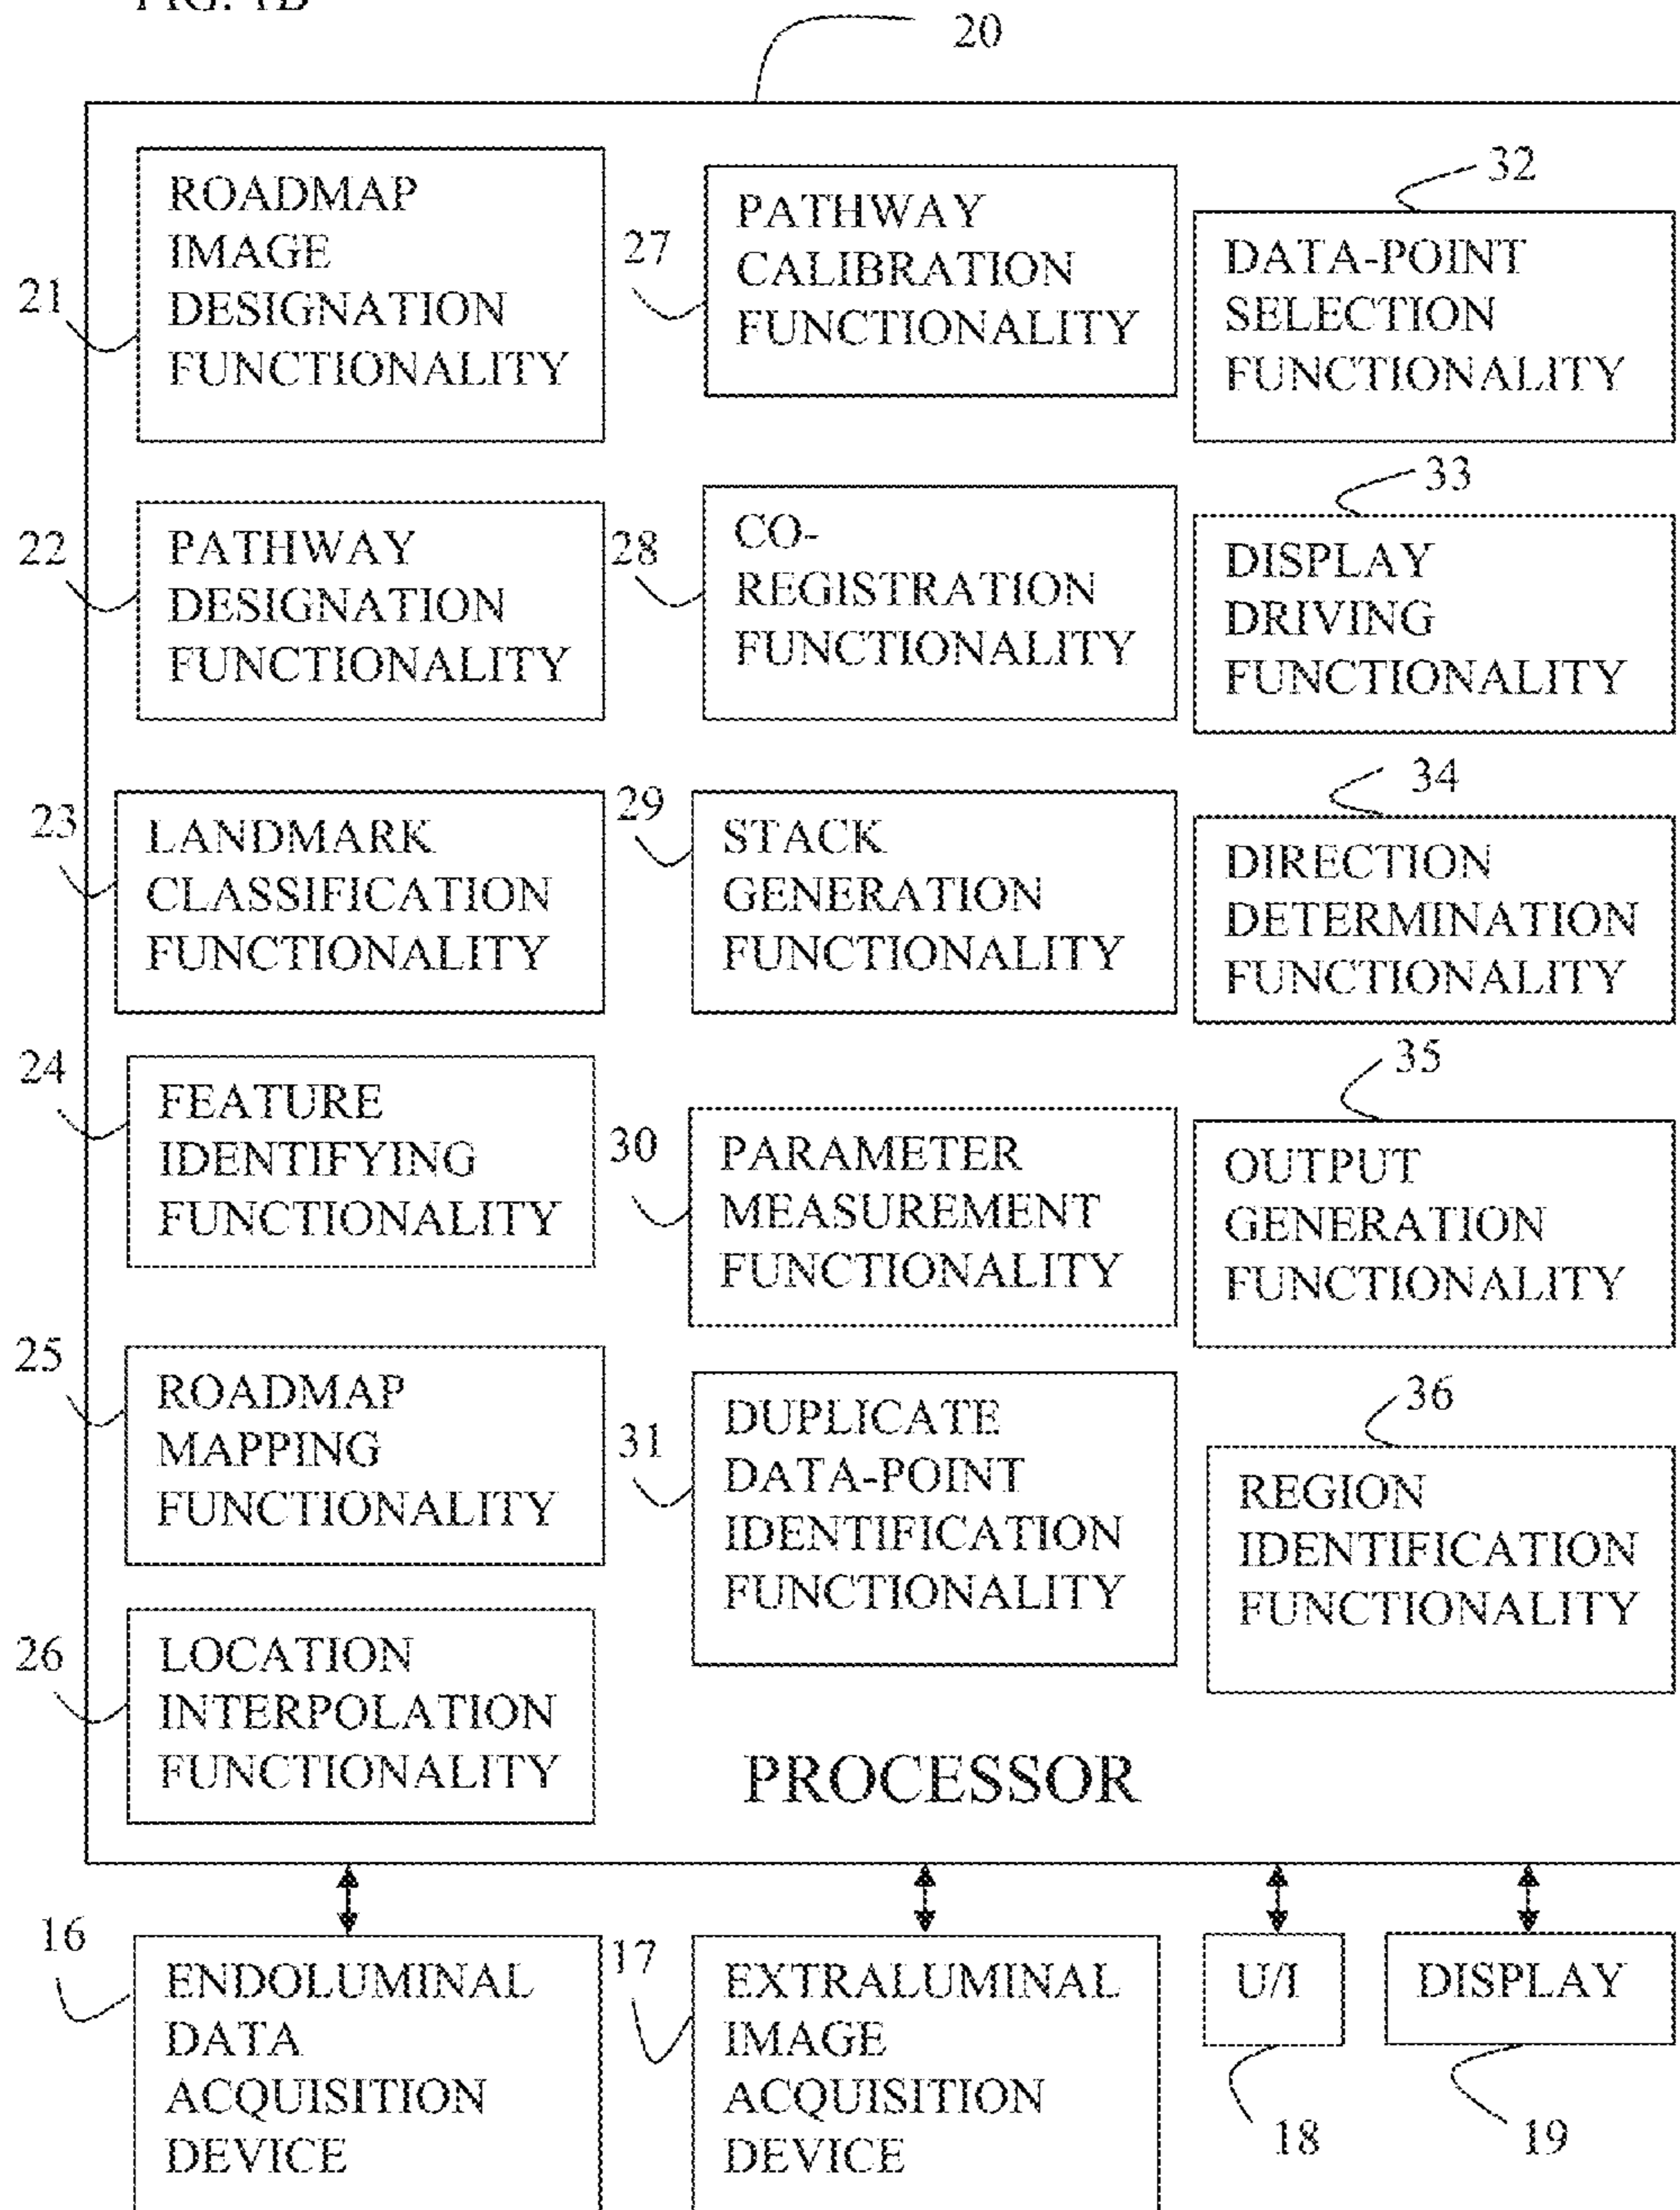 FIG. 1B
20
21
ROADMAP
IMAGE
DESIGNATION
FUNCTIONALITY
22
PATHWAY
DESIGNATION
FUNCTIONALITY
23
LANDMARK
CLASSIFICATION
FUNCTIONALITY
24
FEATURE
IDENTIFYING
FUNCTIONALITY
25
ROADMAP
MAPPING
FUNCTIONALITY
26
LOCATION
INTERPOLATION
FUNCTIONALITY
27
PATHWAY
CALIBRATION
FUNCTIONALITY
28
CO-
REGISTRATION
FUNCTIONALITY
29
STACK
GENERATION
FUNCTIONALITY
30
PARAMETER
MEASUREMENT
FUNCTIONALITY
31
DUPLICATE
DATA-POINT
IDENTIFICATION
FUNCTIONALITY
32
DATA-POINT
SELECTION
FUNCTIONALITY
33
DISPLAY
DRIVING
FUNCTIONALITY
34
DIRECTION
DETERMINATION
FUNCTIONALITY
35
OUTPUT
GENERATION
FUNCTIONALITY
36
REGION
IDENTIFICATION
FUNCTIONALITY
PROCESSOR
16
ENDOLUMINAL
DATA
ACQUISITION
DEVICE
17
EXTRALUMINAL
IMAGE
ACQUISITION
DEVICE
U/I
18
DISPLAY
19